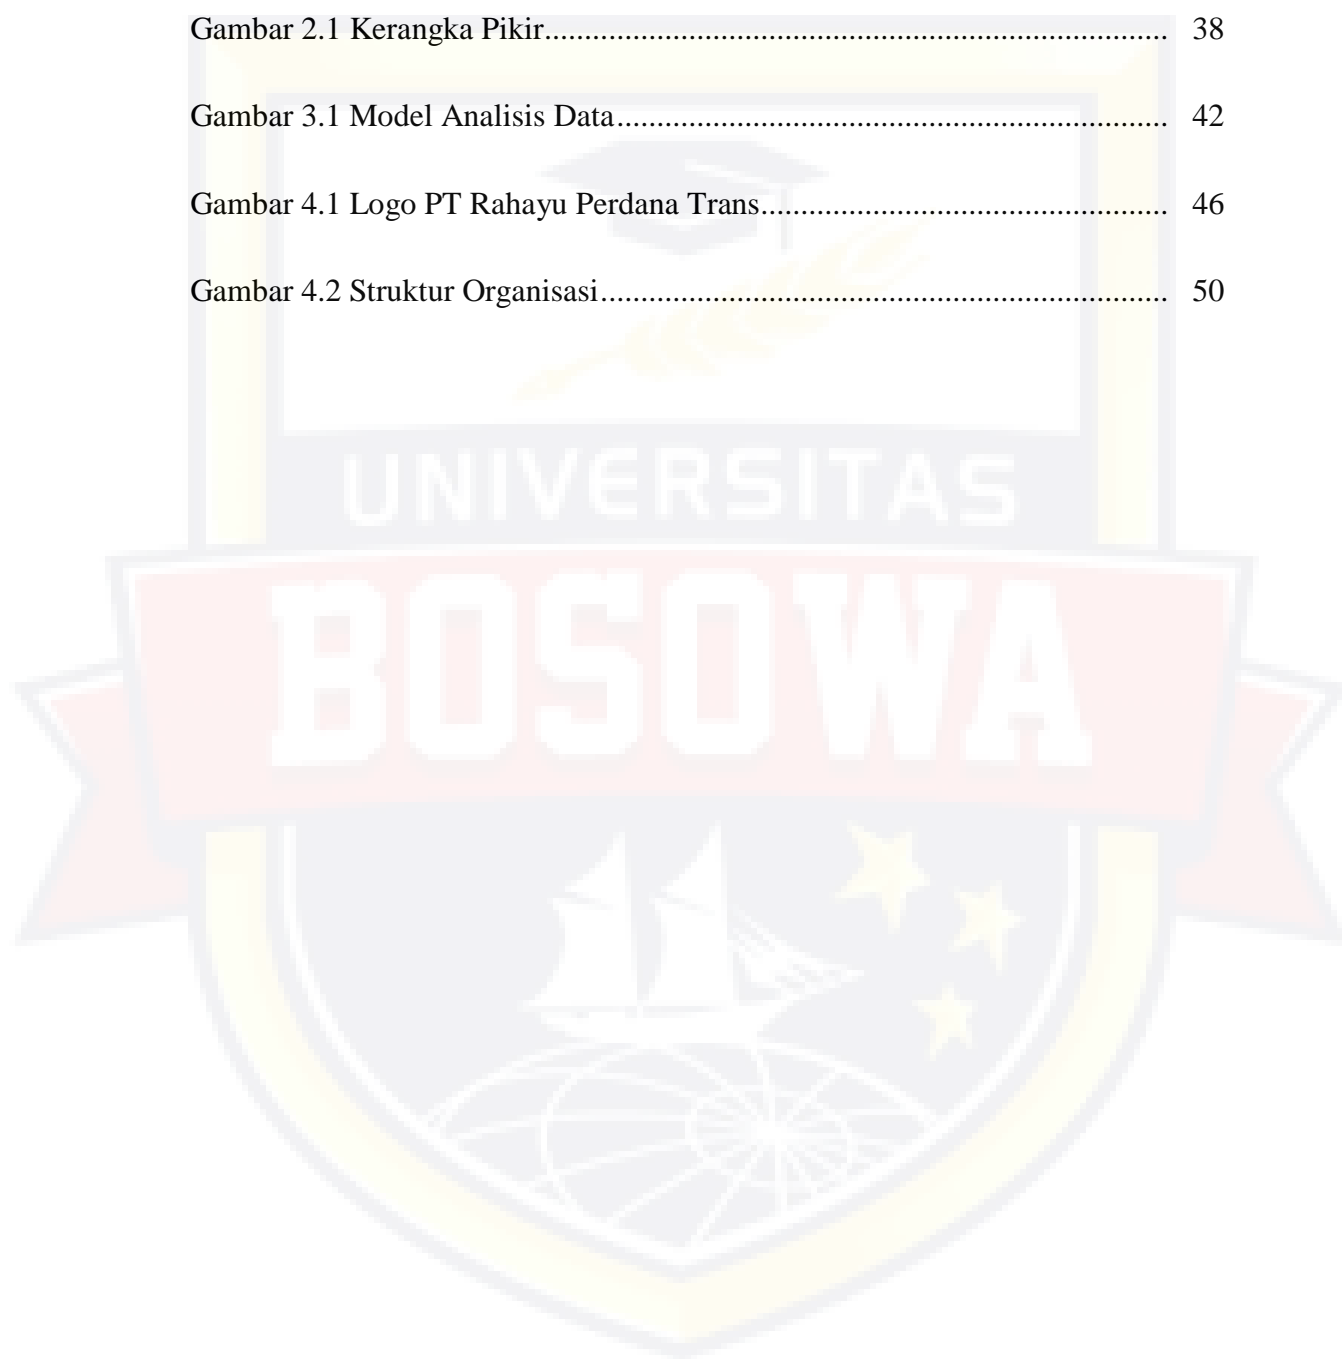 Gambar 2.1 Kerangka Pikir.............................................................................. 38
Gambar 3.1 Model Analisis Data..................................................................... 42
Gambar 4.1 Logo PT Rahayu Perdana Trans................................................... 46
Gambar 4.2 Struktur Organisasi....................................................................... 50
UNIVERSITAS
BOSOWA